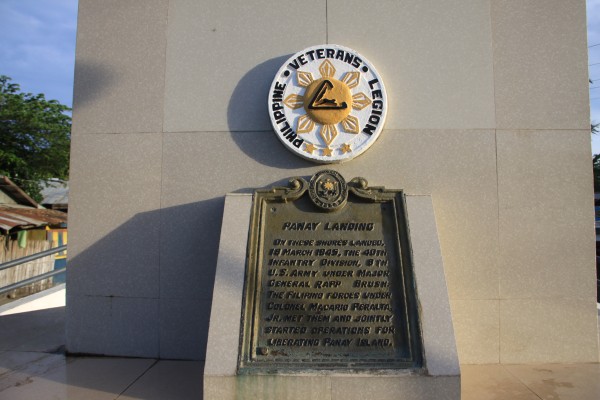 PHILIPPINE • VETERANS • LEGION
PANAY LANDING
ON THESE SHORES LANDED,
18 MARCH 1945, THE 40TH
INFANTRY DIVISION, 8TH
U.S. ARMY UNDER MAJOR
GENERAL RAPP BRUSH.
THE FILIPINO FORCES UNDER
COLONEL MACARIO PERALTA,
JR. MET THEM AND JOINTLY
STARTED OPERATIONS FOR
LIBERATING PANAY ISLAND.